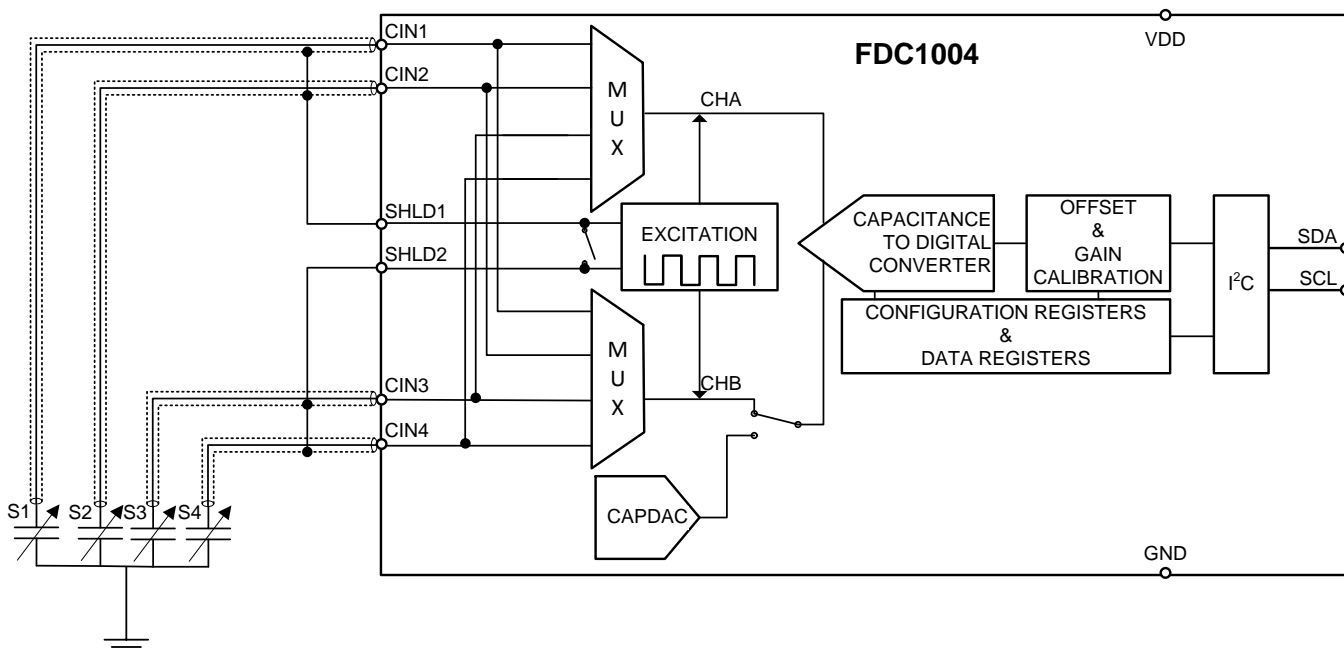 CIN1
FDC1004
VDD
CIN2
M
U
X
CHA
SHLD1
EXCITATION
CAPACITANCE
TO DIGITAL
CONVERTER
OFFSET
&
GAIN
CALIBRATION
I²C
SDA
SCL
SHLD2
CONFIGURATION REGISTERS
&
DATA REGISTERS
M
U
X
CHB
CIN3
CIN4
S1
S2
S3
S4
CAPDAC
GND